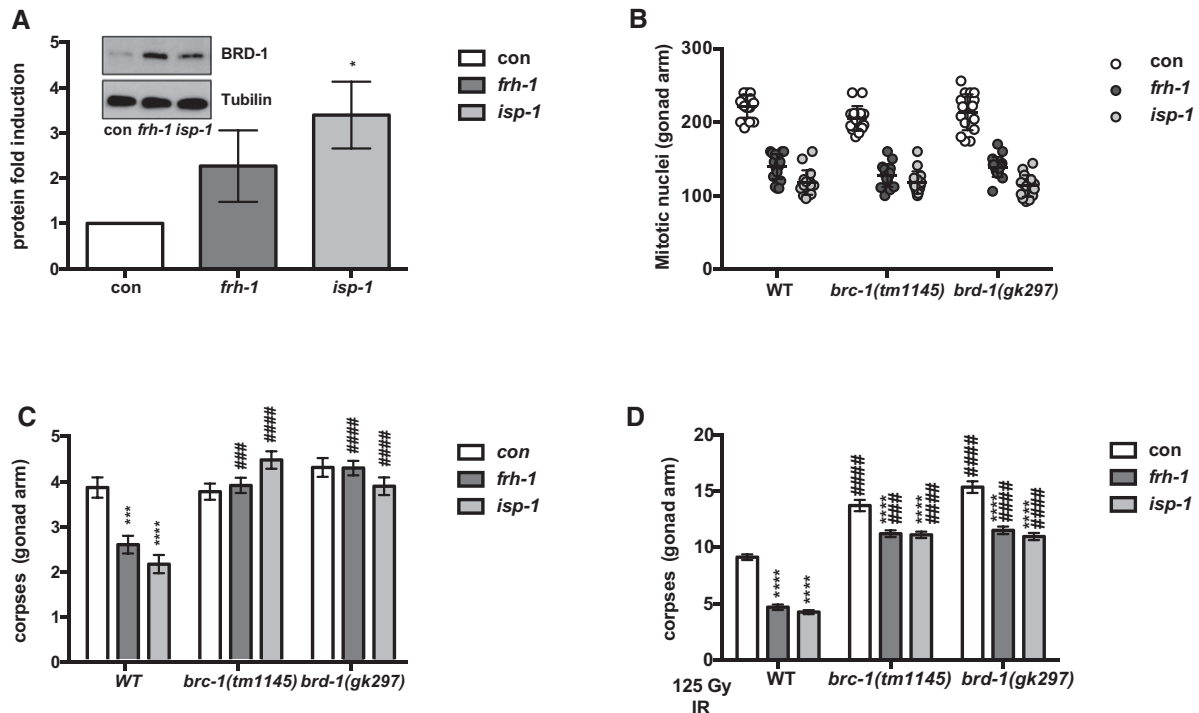 A
protein fold induction
5
4
3
2
1
0
BRD-1
Tubilin
con frh-1 isp-1
*
con
frh-1
isp-1
con
frh-1
isp-1
B
Mitotic nuclei (gonad arm)
300
200
100
0
WT
brc-1(tm1145)
brd-1(gk297)
con
frh-1
isp-1
C
corpses (gonad arm)
5
4
3
2
1
0
***
****
###
####
####
####
WT
brc-1(tm1145)
brd-1(gk297)
con
frh-1
isp-1
D
corpses (gonad arm)
20
15
10
5
0
****
****
####
****
####
****
####
####
****
####
****
####
125 Gy
IR
WT
brc-1(tm1145)
brd-1(gk297)
con
frh-1
isp-1